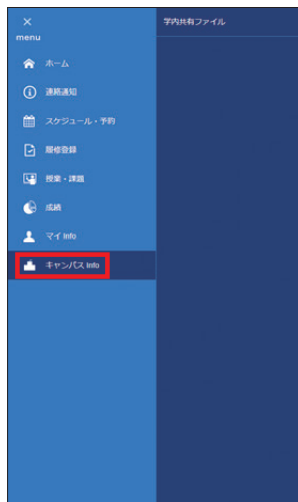 ×
menu
学内共有ファイル
ホーム
連絡通知
スケジュール・予約
履修登録
授業・課題
成績
マイ Info
キャンパス Info